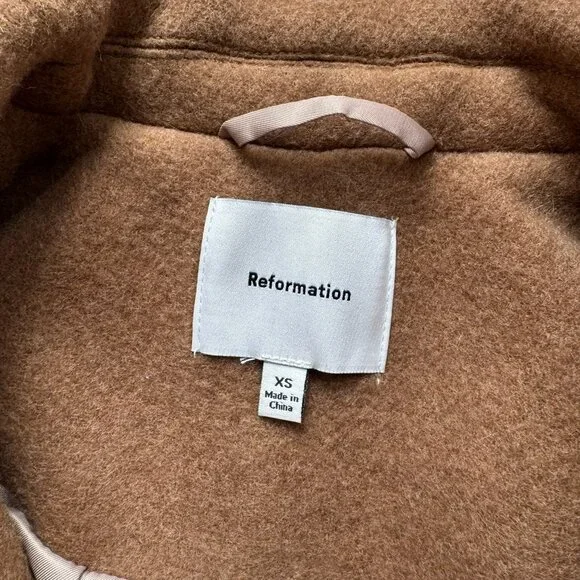 Reformation
XS
Made in
China